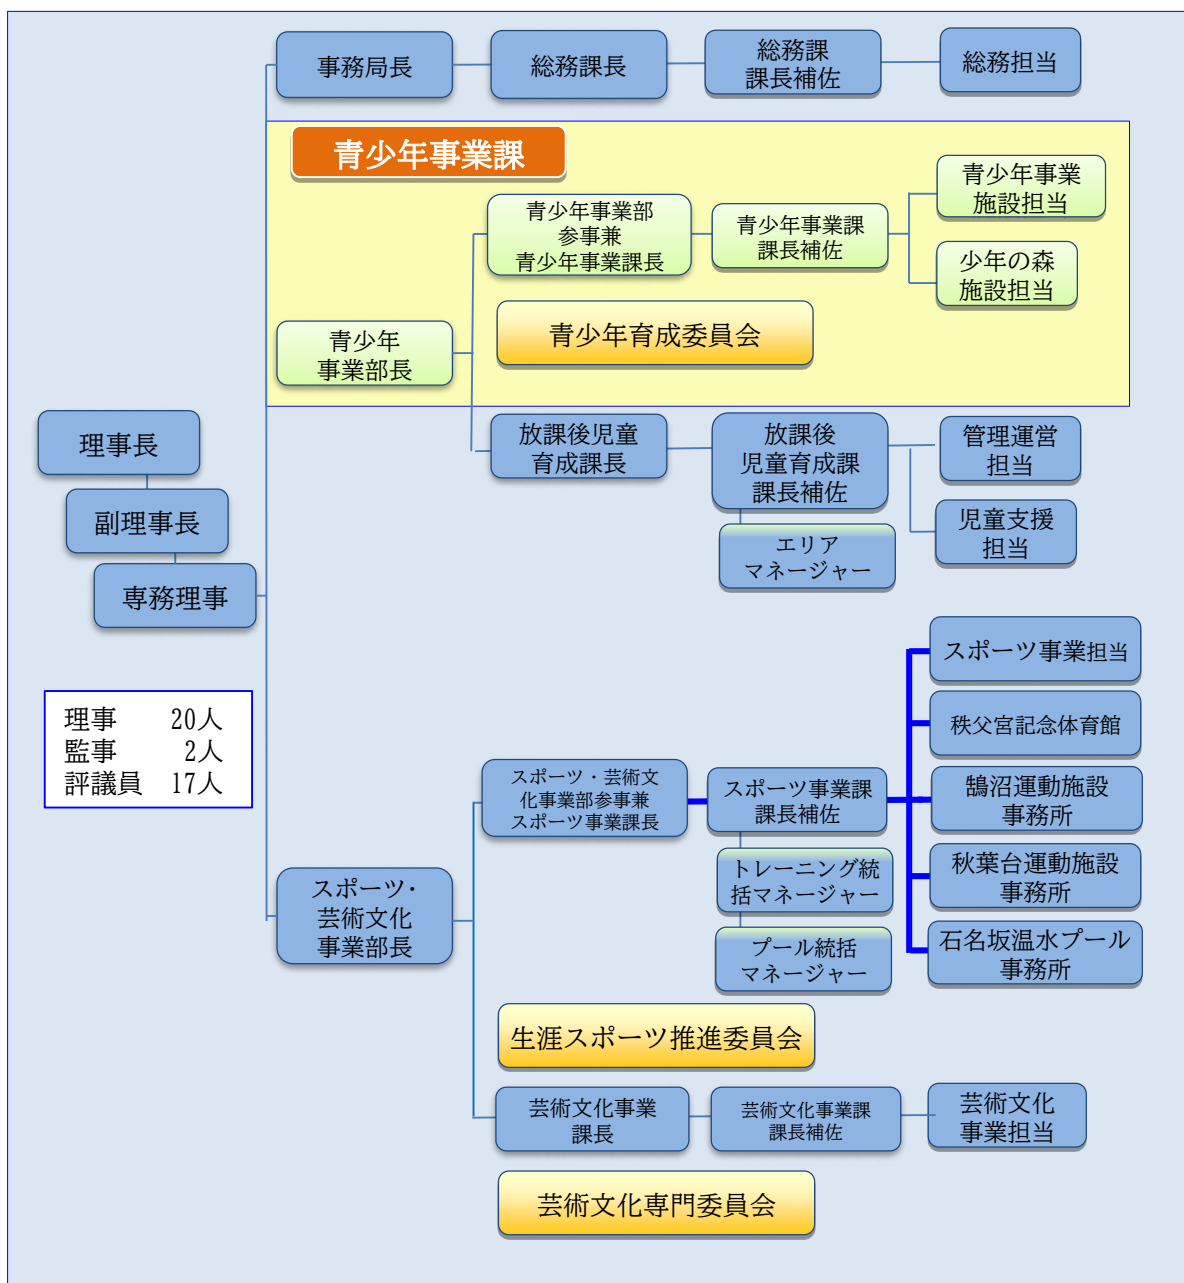 事務局長
総務課長
総務課
課長補佐
総務担当
青少年事業課
青少年
事業部長
青少年事業部
参事兼
青少年事業課長
青少年事業課
課長補佐
青少年事業
施設担当
少年の森
施設担当
青少年育成委員会
放課後児童
育成課長
放課後
児童育成課
課長補佐
エリア
マネージャー
管理運営
担当
児童支援
担当
理事長
副理事長
専務理事
理事 20人
監事 2人
評議員 17人
スポーツ・
芸術文化
事業部長
スポーツ・芸術文
化事業部参事兼
スポーツ事業課長
スポーツ事業課
課長補佐
トレーニング統
括マネージャー
プール統括
マネージャー
スポーツ事業担当
秩父宮記念体育館
鵠沼運動施設
事務所
秋葉台運動施設
事務所
石名坂温水プール
事務所
生涯スポーツ推進委員会
芸術文化事業
課長
芸術文化事業課
課長補佐
芸術文化
事業担当
芸術文化専門委員会